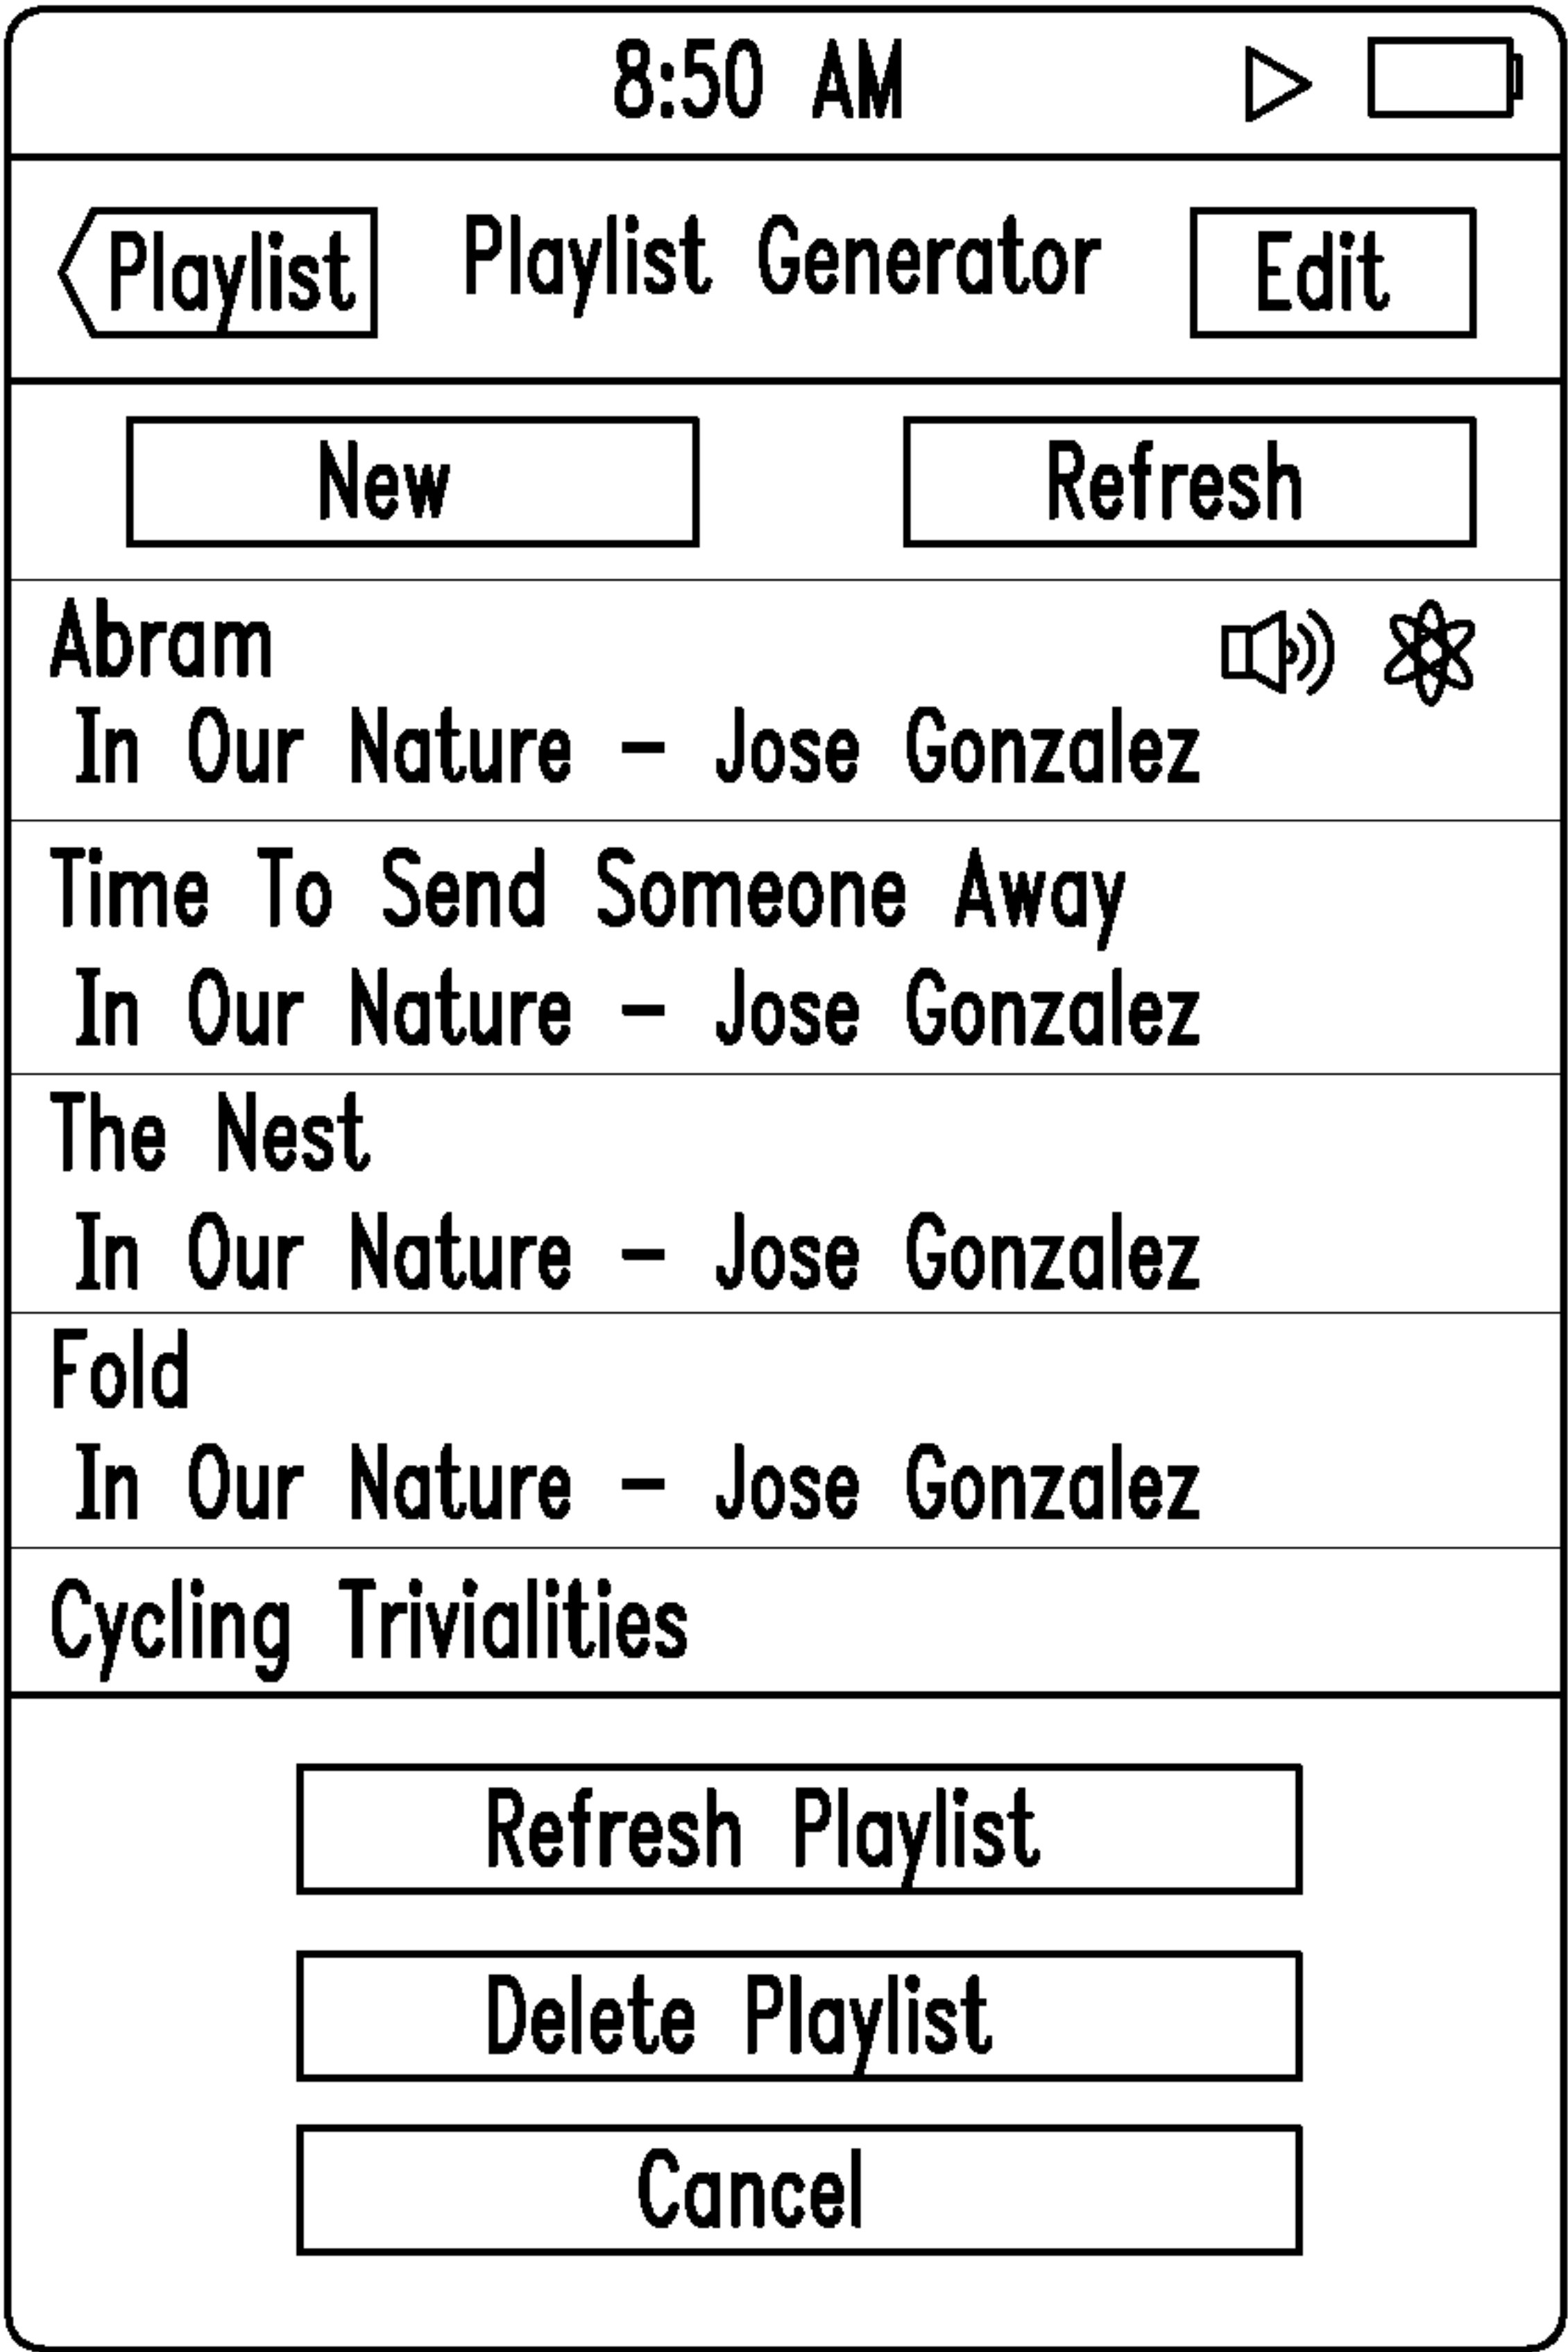 8:50 AM
Playlist Playlist Generator Edit
New Refresh
Abram
In Our Nature - Jose Gonzalez
Time To Send Someone Away
In Our Nature - Jose Gonzalez
The Nest
In Our Nature - Jose Gonzalez
Fold
In Our Nature - Jose Gonzalez
Cycling Trivialities
Refresh Playlist
Delete Playlist
Cancel